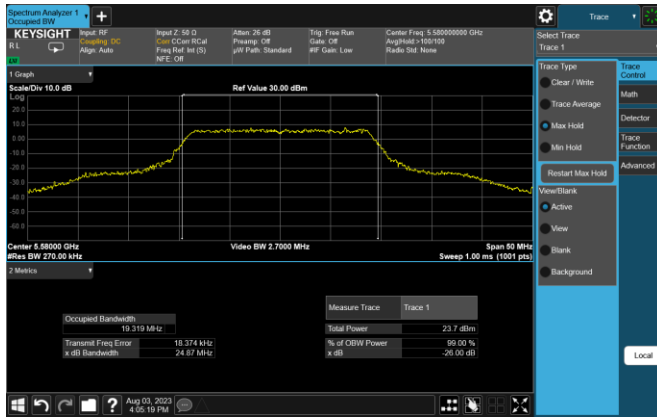 Spectrum Analyzer 1
Occupied BW
KEYSIGHT
R L
Input: RF
Coupling: DC
Align: Auto
Input Z: 50 Ω
Corr CCorr RCal
Freq Ref: Int (S)
NFE: Off
Atten: 26 dB
Preamp: Off
µW Path: Standard
Trig: Free Run
Gate: Off
#IF Gain: Low
Center Freq: 5.580000000 GHz
Avg|Hold:>100/100
Radio Std: None
1 Graph
Scale/Div 10.0 dB
Ref Value 30.00 dBm
Log
20.0
10.0
0.00
-10.0
-20.0
-30.0
-40.0
-50.0
-60.0
Center 5.58000 GHz
#Res BW 270.00 kHz
Video BW 2.7000 MHz
Span 50 MHz
Sweep 1.00 ms (1001 pts)
2 Metrics
Occupied Bandwidth
19.319 MHz
Transmit Freq Error 18.374 kHz
x dB Bandwidth 24.87 MHz
Measure Trace Trace 1
Total Power 23.7 dBm
% of OBW Power 99.00 %
x dB -26.00 dB
Aug 03, 2023
4:05:19 PM
Trace
Select Trace
Trace 1
Trace Type
Clear / Write
Trace Average
Max Hold
Min Hold
Restart Max Hold
View/Blank
Active
View
Blank
Background
Trace
Control
Math
Detector
Trace
Function
Advanced
Local